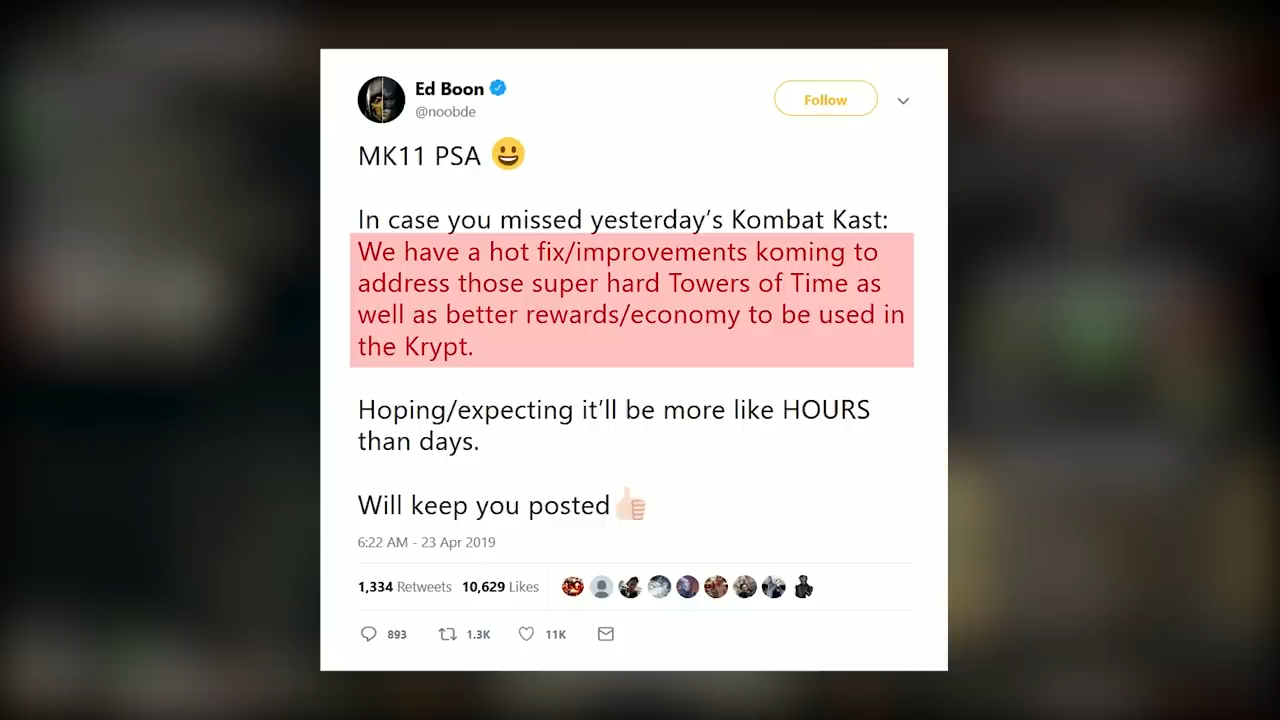 Ed Boon
@noobde
Follow
MK11 PSA 😀
In case you missed yesterday's Kombat Kast:
We have a hot fix/improvements koming to
address those super hard Towers of Time as
well as better rewards/economy to be used in
the Krypt.
Hoping/expecting it'll be more like HOURS
than days.
Will keep you posted👍🏻
6:22 AM - 23 Apr 2019
1,334 Retweets 10,629 Likes
893 1.3K 11K